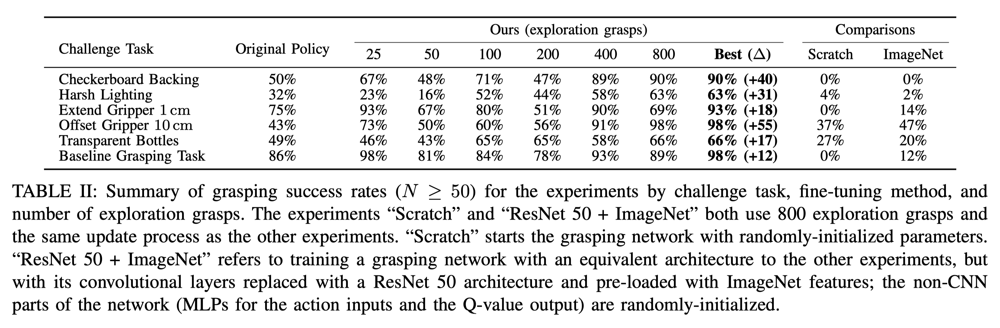 Ours (exploration grasps) Comparisons
Challenge Task Original Policy 25 50 100 200 400 800 Best (Δ) Scratch ImageNet
Checkerboard Backing 50% 67% 48% 71% 47% 89% 90% 90% (+40) 0% 0%
Harsh Lighting 32% 23% 16% 52% 44% 58% 63% 63% (+31) 4% 2%
Extend Gripper 1 cm 75% 93% 67% 80% 51% 90% 69% 93% (+18) 0% 14%
Offset Gripper 10 cm 43% 73% 50% 60% 56% 91% 98% 98% (+55) 37% 47%
Transparent Bottles 49% 46% 43% 65% 65% 58% 66% 66% (+17) 27% 20%
Baseline Grasping Task 86% 98% 81% 84% 78% 93% 89% 98% (+12) 0% 12%
TABLE II: Summary of grasping success rates (N ≥ 50) for the experiments by challenge task, fine-tuning method, and
number of exploration grasps. The experiments “Scratch” and “ResNet 50 + ImageNet” both use 800 exploration grasps and
the same update process as the other experiments. “Scratch” starts the grasping network with randomly-initialized parameters.
“ResNet 50 + ImageNet” refers to training a grasping network with an equivalent architecture to the other experiments, but
with its convolutional layers replaced with a ResNet 50 architecture and pre-loaded with ImageNet features; the non-CNN
parts of the network (MLPs for the action inputs and the Q-value output) are randomly-initialized.